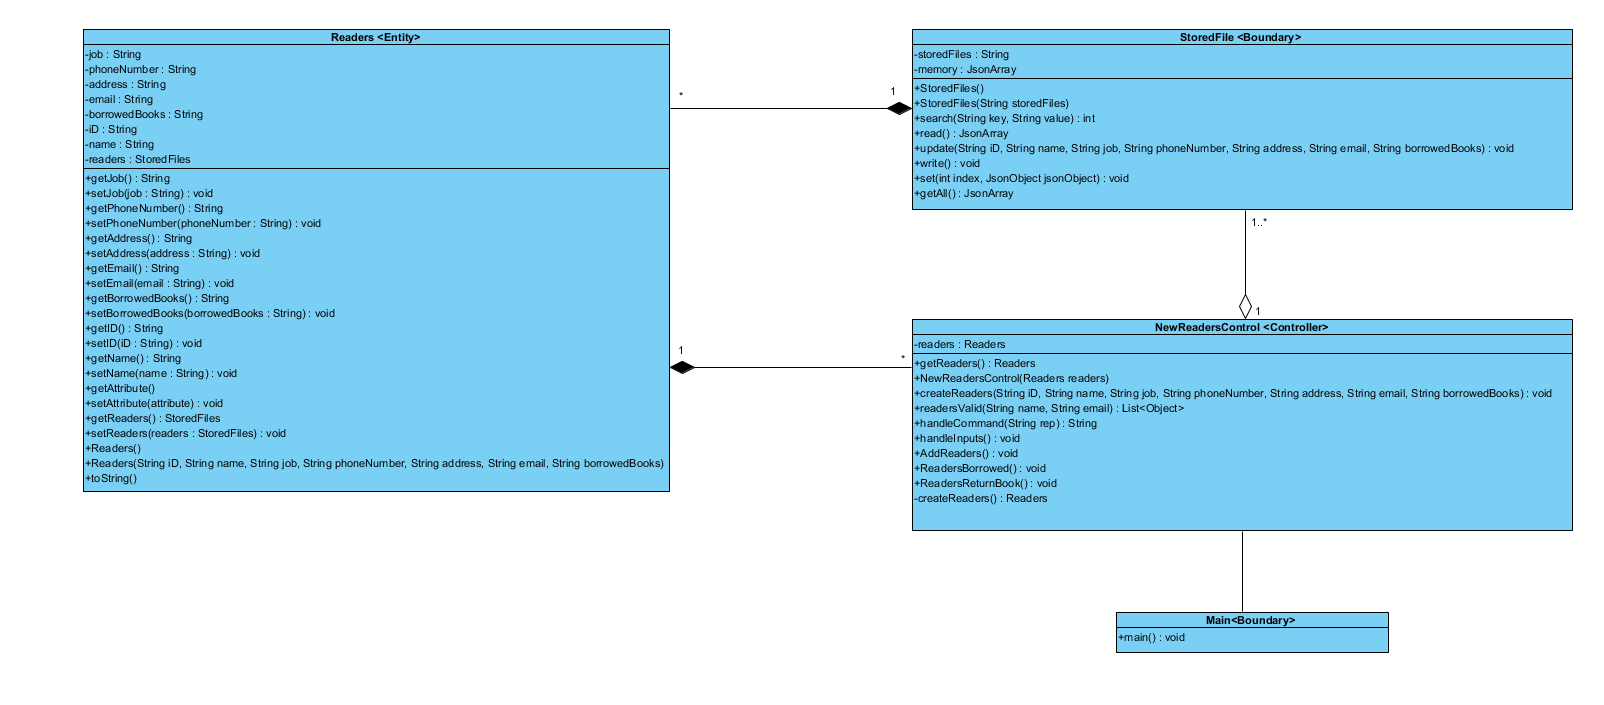 Readers <Entity>
-job : String
-phoneNumber : String
-address : String
-email : String
-borrowedBooks : String
-iD : String
-name : String
-readers : StoredFiles
+getJob() : String
+setJob(job : String) : void
+getPhoneNumber() : String
+setPhoneNumber(phoneNumber : String) : void
+getAddress() : String
+setAddress(address : String) : void
+getEmail() : String
+setEmail(email : String) : void
+getBorrowedBooks() : String
+setBorrowedBooks(borrowedBooks : String) : void
+getID() : String
+setID(iD : String) : void
+getName() : String
+setName(name : String) : void
+getAttribute()
+setAttribute(attribute) : void
+getReaders() : StoredFiles
+setReaders(readers : StoredFiles) : void
+Readers()
+Readers(String iD, String name, String job, String phoneNumber, String address, String email, String borrowedBooks)
+toString()
*
1
StoredFile <Boundary>
-storedFiles : String
-memory : JsonArray
+StoredFiles()
+StoredFiles(String storedFiles)
+search(String key, String value) : int
+read() : JsonArray
+update(String iD, String name, String job, String phoneNumber, String address, String email, String borrowedBooks) : void
+write() : void
+set(int index, JsonObject jsonObject) : void
+getAll() : JsonArray
1..*
1
1
*
NewReadersControl <Controller>
-readers : Readers
+getReaders() : Readers
+NewReadersControl(Readers readers)
+createReaders(String iD, String name, String job, String phoneNumber, String address, String email, String borrowedBooks) : void
+readersValid(String name, String email) : List<Object>
+handleCommand(String rep) : String
+handleInputs() : void
+AddReaders() : void
+ReadersBorrowed() : void
+ReadersReturnBook() : void
-createReaders() : Readers
Main<Boundary>
+main() : void